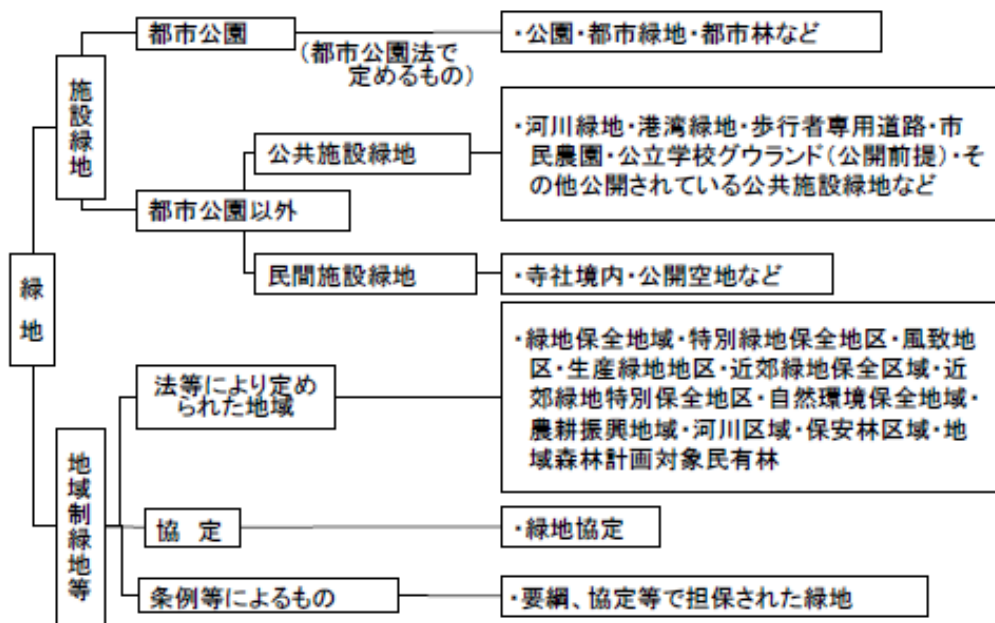 緑地
施設緑地
都市公園
(都市公園法で
定めるもの)
・公園・都市緑地・都市林など
都市公園以外
公共施設緑地
・河川緑地・港湾緑地・歩行者専用道路・市
民農園・公立学校グウランド(公開前提)・そ
の他公開されている公共施設緑地など
民間施設緑地
・寺社境内・公開空地など
地域制緑地等
法等により定め
られた地域
・緑地保全地域・特別緑地保全地区・風致地
区・生産緑地地区・近郊緑地保全区域・近
郊緑地特別保全地区・自然環境保全地域・
農耕振興地域・河川区域・保安林区域・地
域森林計画対象民有林
協 定
・緑地協定
条例等によるもの
・要綱、協定等で担保された緑地